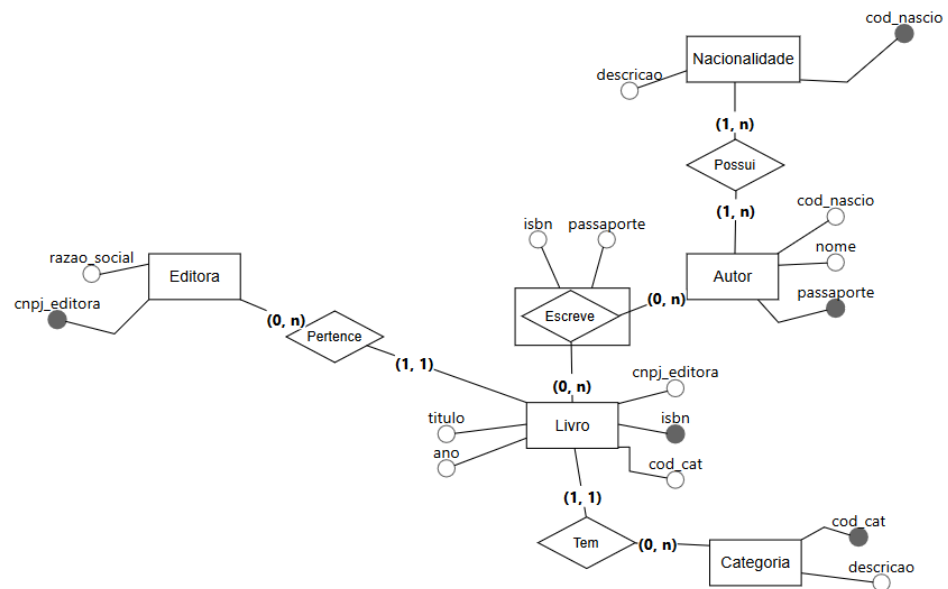 cod_nascio
Nacionalidade
descricao
(1, n)
Possui
(1, n)
cod_nascio
isbn
passaporte
nome
razao_social
Editora
Autor
cnpj_editora
passaporte
(0, n)
Escreve
(0, n)
Pertence
(1, 1)
cnpj_editora
(0, n)
titulo
isbn
Livro
ano
cod_cat
(1, 1)
cod_cat
Tem
(0, n)
Categoria
descricao